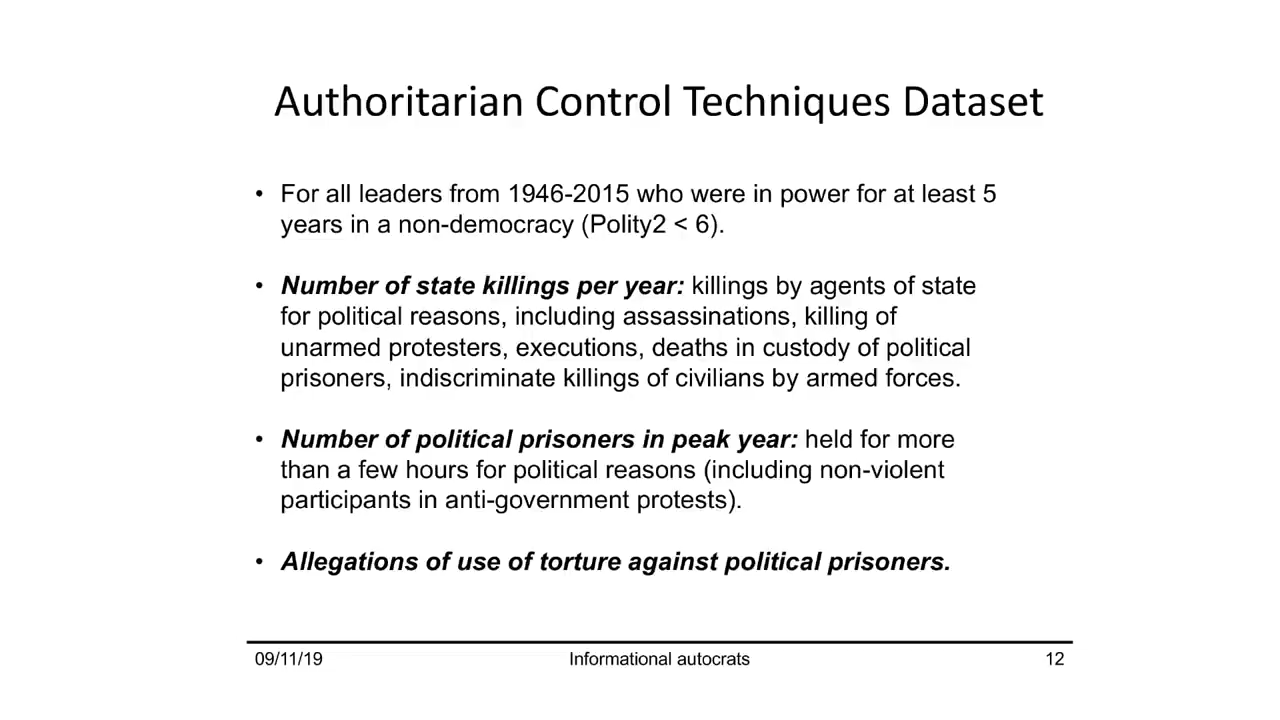 Authoritarian Control Techniques Dataset
• For all leaders from 1946-2015 who were in power for at least 5
years in a non-democracy (Polity2 < 6).
• Number of state killings per year: killings by agents of state
for political reasons, including assassinations, killing of
unarmed protesters, executions, deaths in custody of political
prisoners, indiscriminate killings of civilians by armed forces.
• Number of political prisoners in peak year: held for more
than a few hours for political reasons (including non-violent
participants in anti-government protests).
• Allegations of use of torture against political prisoners.
09/11/19 Informational autocrats 12